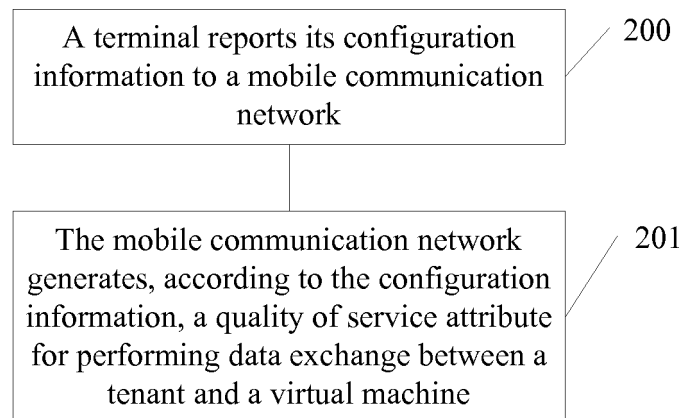 A terminal reports its configuration
information to a mobile communication
network
200
The mobile communication network
generates, according to the configuration
information, a quality of service attribute
for performing data exchange between a
tenant and a virtual machine
201